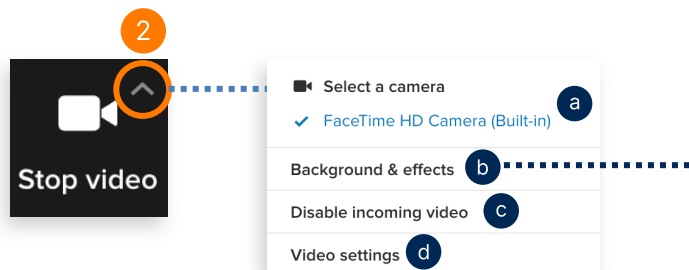 2
Stop video
Select a camera
FaceTime HD Camera (Built-in)
a
Background & effects b
Disable incoming video c
Video settings d